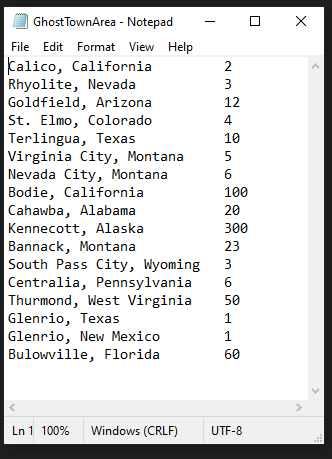 GhostTownArea - Notepad
File Edit Format View Help
Calico, California 2
Rhyolite, Nevada 3
Goldfield, Arizona 12
St. Elmo, Colorado 4
Terlingua, Texas 10
Virginia City, Montana 5
Nevada City, Montana 6
Bodie, California 100
Cahawba, Alabama 20
Kennecott, Alaska 300
Bannack, Montana 23
South Pass City, Wyoming 3
Centralia, Pennsylvania 6
Thurmond, West Virginia 50
Glenrio, Texas 1
Glenrio, New Mexico 1
Bulowville, Florida 60
Ln 1 100% Windows (CRLF) UTF-8